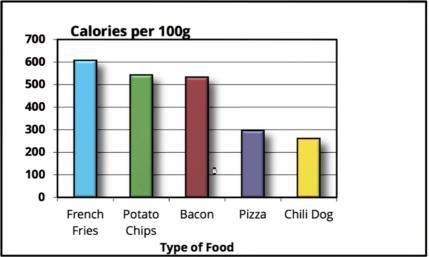 Calories per 100g
700
600
500
400
300
200
100
0
French Fries
Potato Chips
Bacon
Pizza
Chili Dog
Type of Food